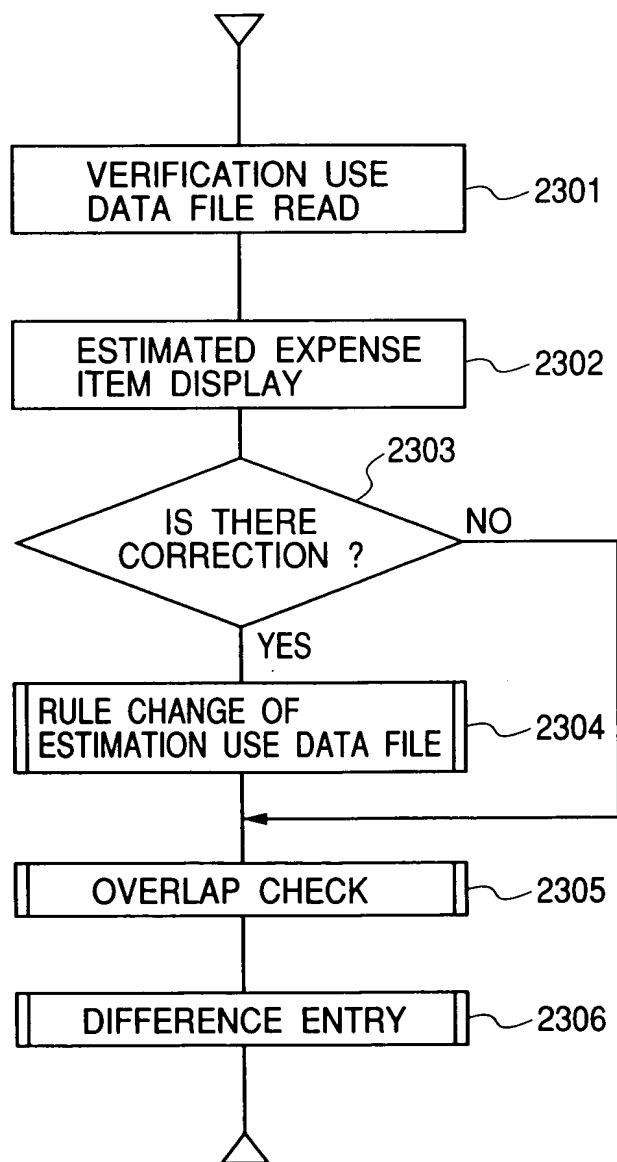 VERIFICATION USE
DATA FILE READ
2301
ESTIMATED EXPENSE
ITEM DISPLAY
2302
2303
IS THERE
CORRECTION ?
NO
YES
RULE CHANGE OF
ESTIMATION USE DATA FILE
2304
OVERLAP CHECK
2305
DIFFERENCE ENTRY
2306